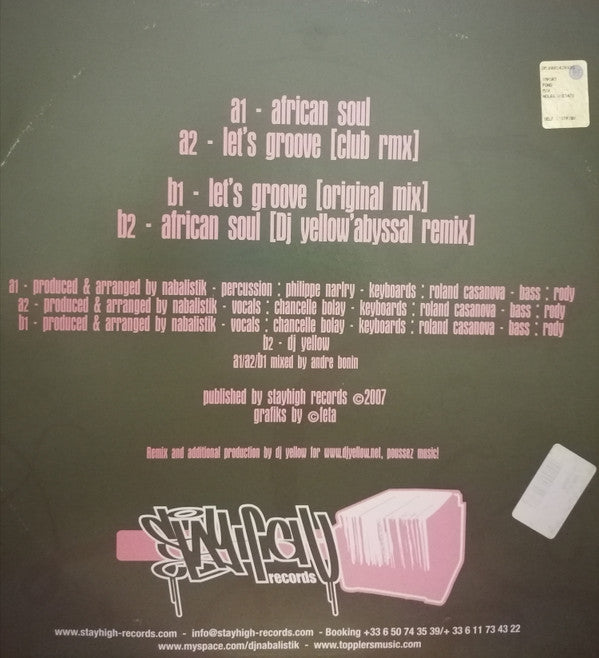 a1 - african soul
a2 - let's groove [club rmx]
b1 - let's groove [original mix]
b2 - african soul [Dj yellow'abyssal remix]
a1 - produced & arranged by nabalistik - percussion : philippe narlry - keyboards : roland casanova - bass : rody
a2 - produced & arranged by nabalistik - vocals : chancelle bolay - keyboards : roland casanova - bass : rody
b1 - produced & arranged by nabalistik - vocals : chancelle bolay - keyboards : roland casanova - bass : rody
b2 - dj yellow
a1/a2/b1 mixed by andre bonin
published by stayhigh records ©2007
grafiks by ©leta
Remix and additional production by dj yellow for www.djyellow.net, poussez music!
STAYHIGH
records
www.stayhigh-records.com - info@stayhigh-records.com - Booking +33 6 50 74 35 39/+ 33 6 11 73 43 22
www.myspace.com/djnabalistik - www.topplersmusic.com